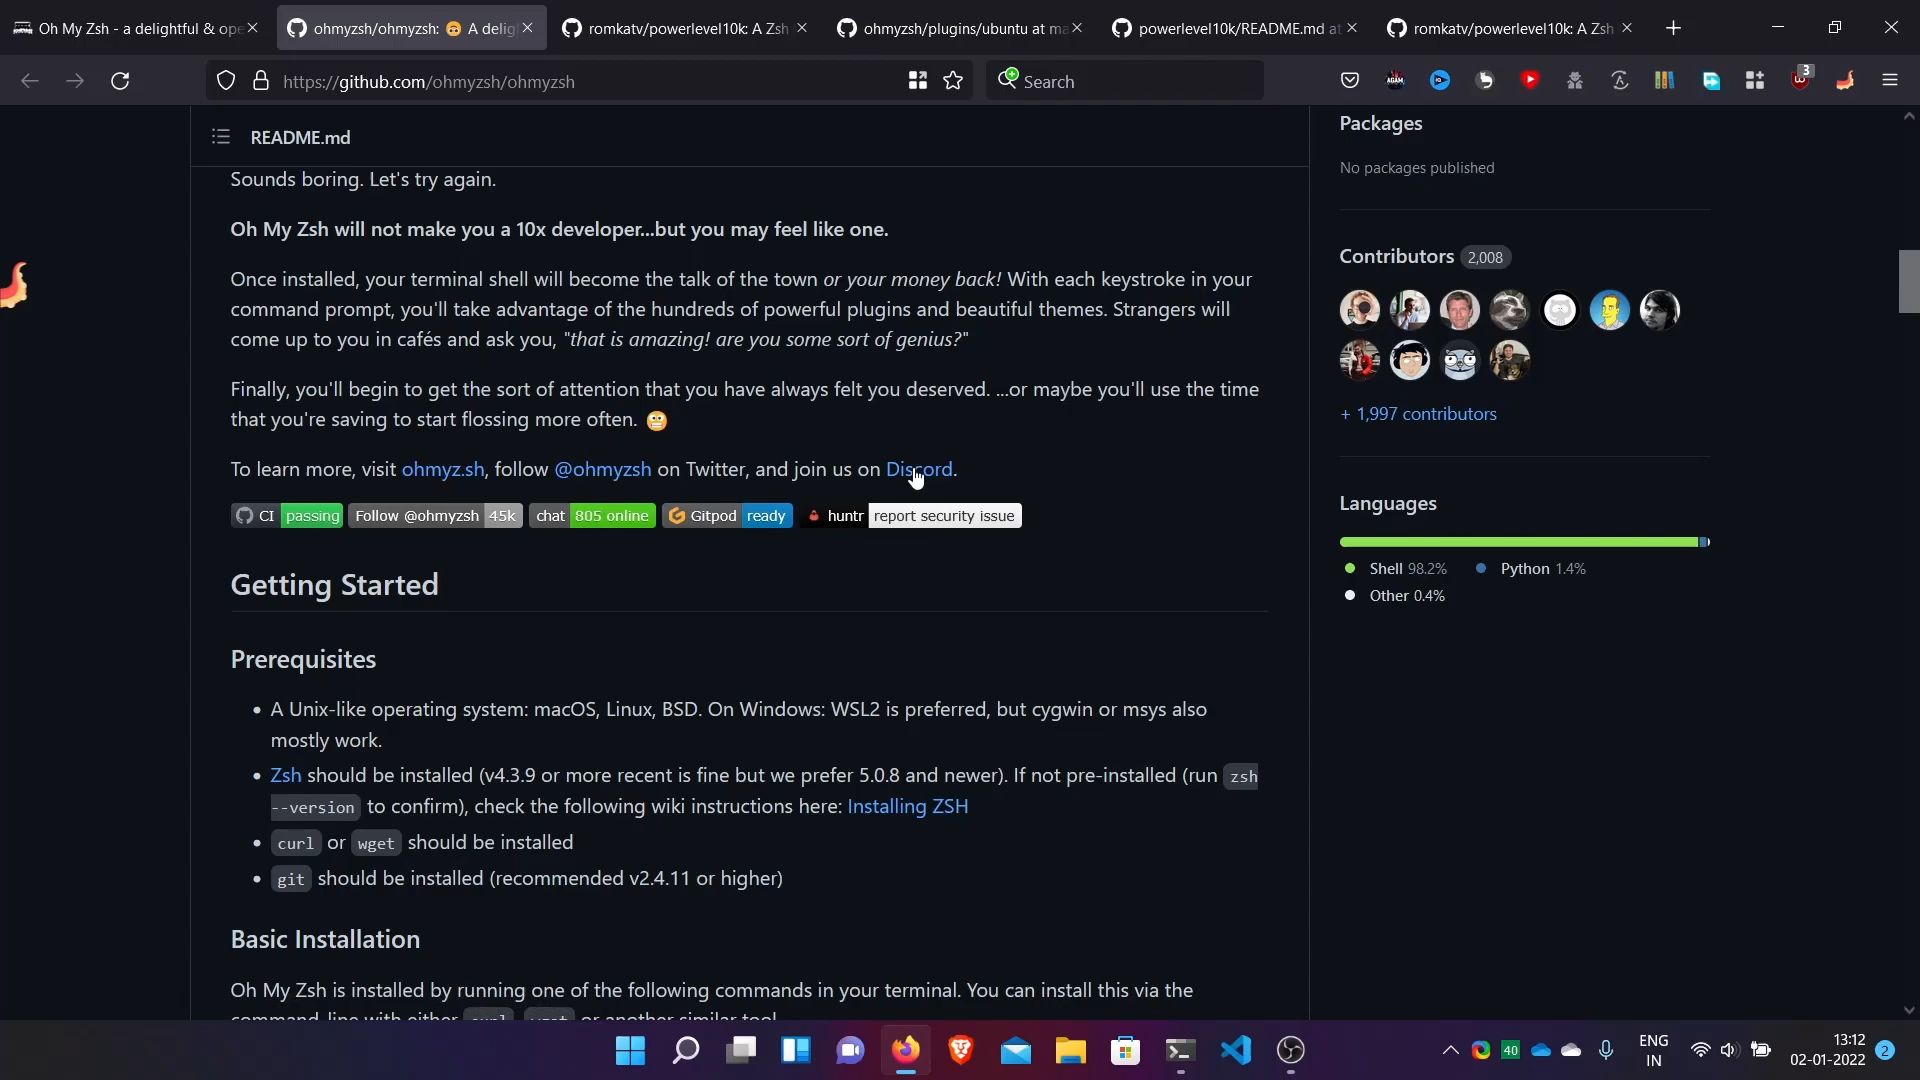 Oh My Zsh - a delightful & ope
ohmyzsh/ohmyzsh: 🙃 A delig
romkatv/powerlevel10k: A Zsh
ohmyzsh/plugins/ubuntu at ma
powerlevel10k/README.md at
romkatv/powerlevel10k: A Zsh
https://github.com/ohmyzsh/ohmyzsh
Search
3
README.md
Sounds boring. Let's try again.
Oh My Zsh will not make you a 10x developer...but you may feel like one.
Once installed, your terminal shell will become the talk of the town or your money back! With each keystroke in your
command prompt, you'll take advantage of the hundreds of powerful plugins and beautiful themes. Strangers will
come up to you in cafés and ask you, "that is amazing! are you some sort of genius?"
Finally, you'll begin to get the sort of attention that you have always felt you deserved. ...or maybe you'll use the time
that you're saving to start flossing more often. 😬
To learn more, visit ohmyz.sh, follow @ohmyzsh on Twitter, and join us on Discord.
CI passing Follow @ohmyzsh 45k chat 805 online Gitpod ready huntr report security issue
Getting Started
Prerequisites
• A Unix-like operating system: macOS, Linux, BSD. On Windows: WSL2 is preferred, but cygwin or msys also
mostly work.
• Zsh should be installed (v4.3.9 or more recent is fine but we prefer 5.0.8 and newer). If not pre-installed (run zsh
--version to confirm), check the following wiki instructions here: Installing ZSH
• curl or wget should be installed
• git should be installed (recommended v2.4.11 or higher)
Basic Installation
Oh My Zsh is installed by running one of the following commands in your terminal. You can install this via the
command-line with either curl, wget or another similar tool.
Packages
No packages published
Contributors 2,008
+ 1,997 contributors
Languages
Shell 98.2% Python 1.4%
Other 0.4%
40
ENG
IN
13:12
02-01-2022
2